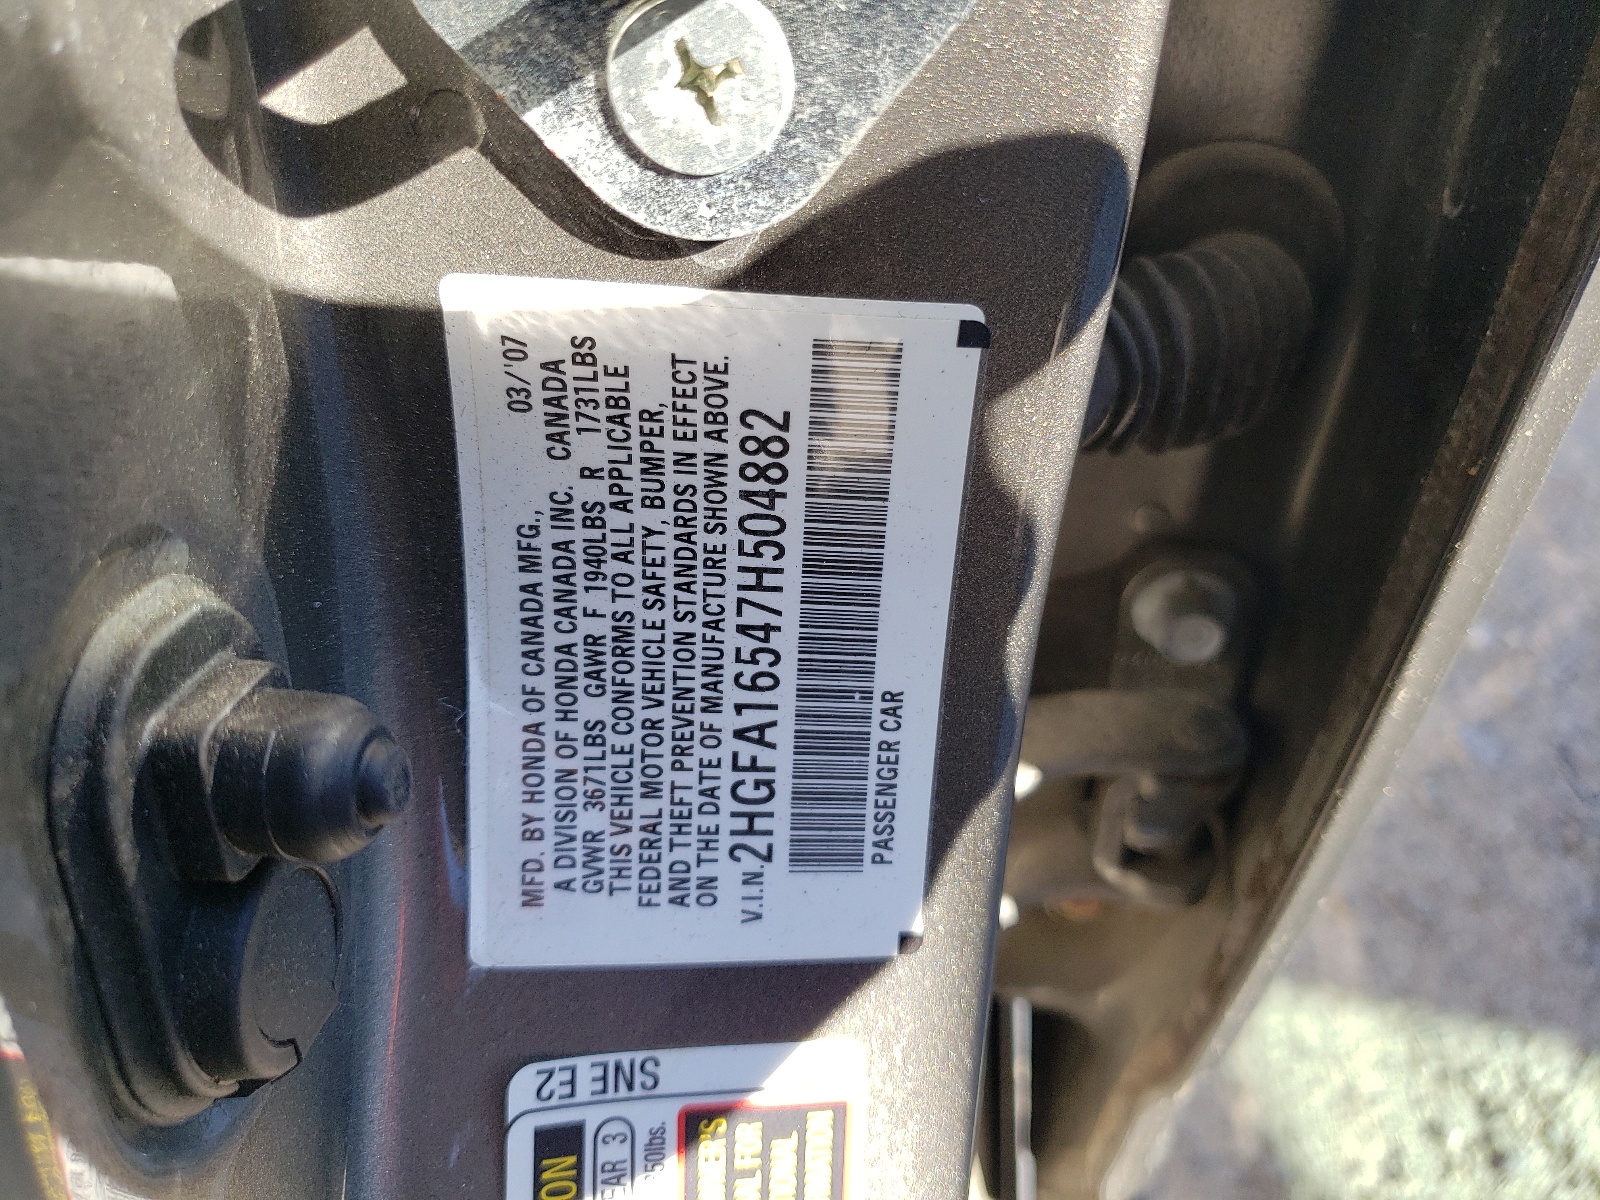 MFD. BY HONDA OF CANADA MFG., 03/'07
A DIVISION OF HONDA CANADA INC. CANADA
GVWR 3671LBS GAWR F 1940LBS R 1731LBS
THIS VEHICLE CONFORMS TO ALL APPLICABLE
FEDERAL MOTOR VEHICLE SAFETY, BUMPER,
AND THEFT PREVENTION STANDARDS IN EFFECT
ON THE DATE OF MANUFACTURE SHOWN ABOVE.
V.I.N. 2HGFA16547H504882
PASSENGER CAR
SNE E2
3